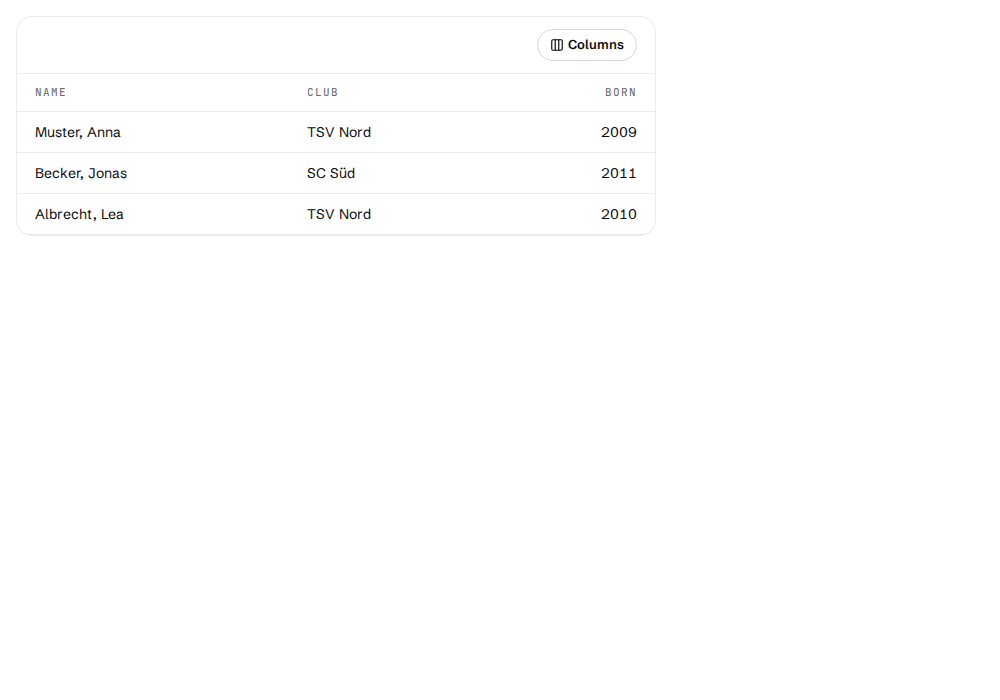 Columns
NAME CLUB BORN
Muster, Anna TSV Nord 2009
Becker, Jonas SC Süd 2011
Albrecht, Lea TSV Nord 2010